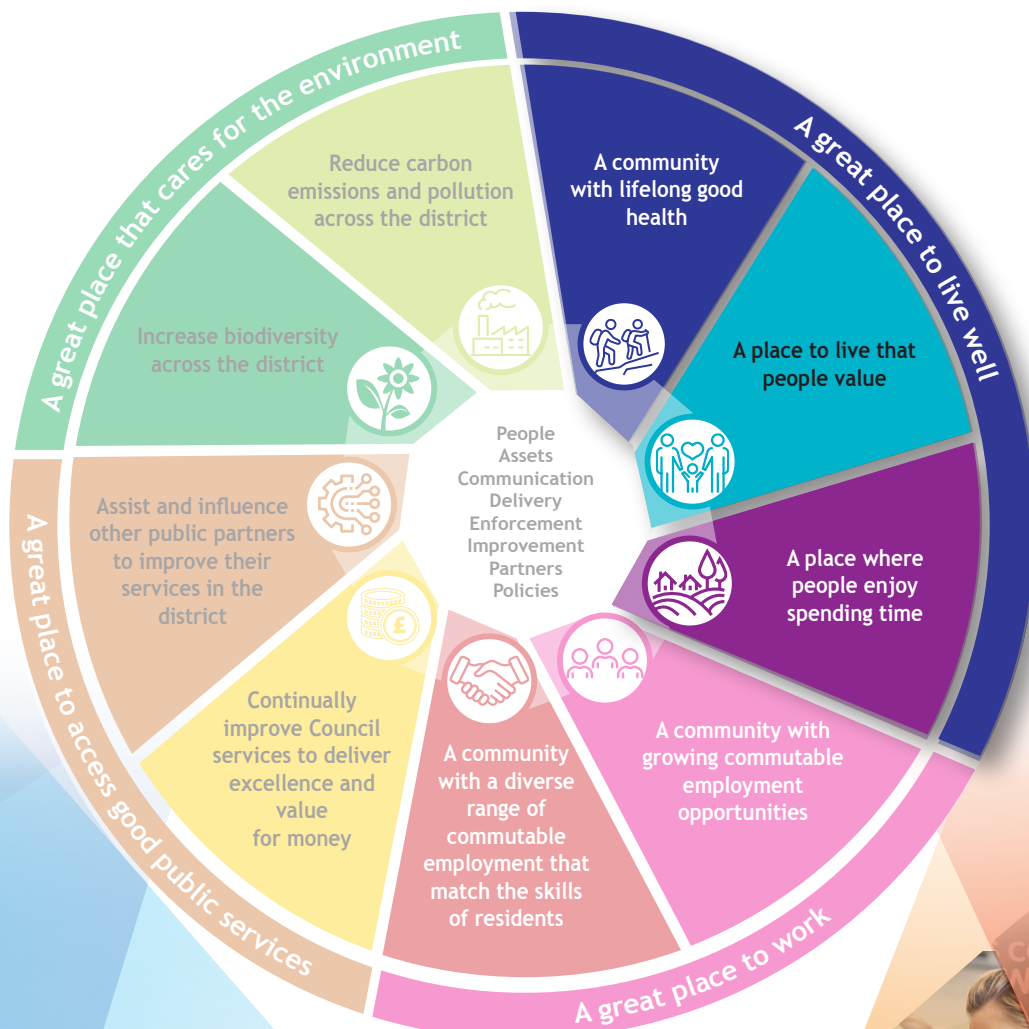 A great place that cares for the environment
Reduce carbon
emissions and pollution
across the district
Increase biodiversity
across the district
A great place to live well
A community
with lifelong good
health
A place to live that
people value
A place where
people enjoy
spending time
People
Assets
Communication
Delivery
Enforcement
Improvement
Partners
Policies
A great place to work
A community with
growing commutable
employment
opportunities
A community
with a diverse
range of
commutable
employment that
match the skills
of residents
A great place to access good public services
Continually
improve Council
services to deliver
excellence and
value
for money
£
Assist and influence
other public partners
to improve their
services in the
district